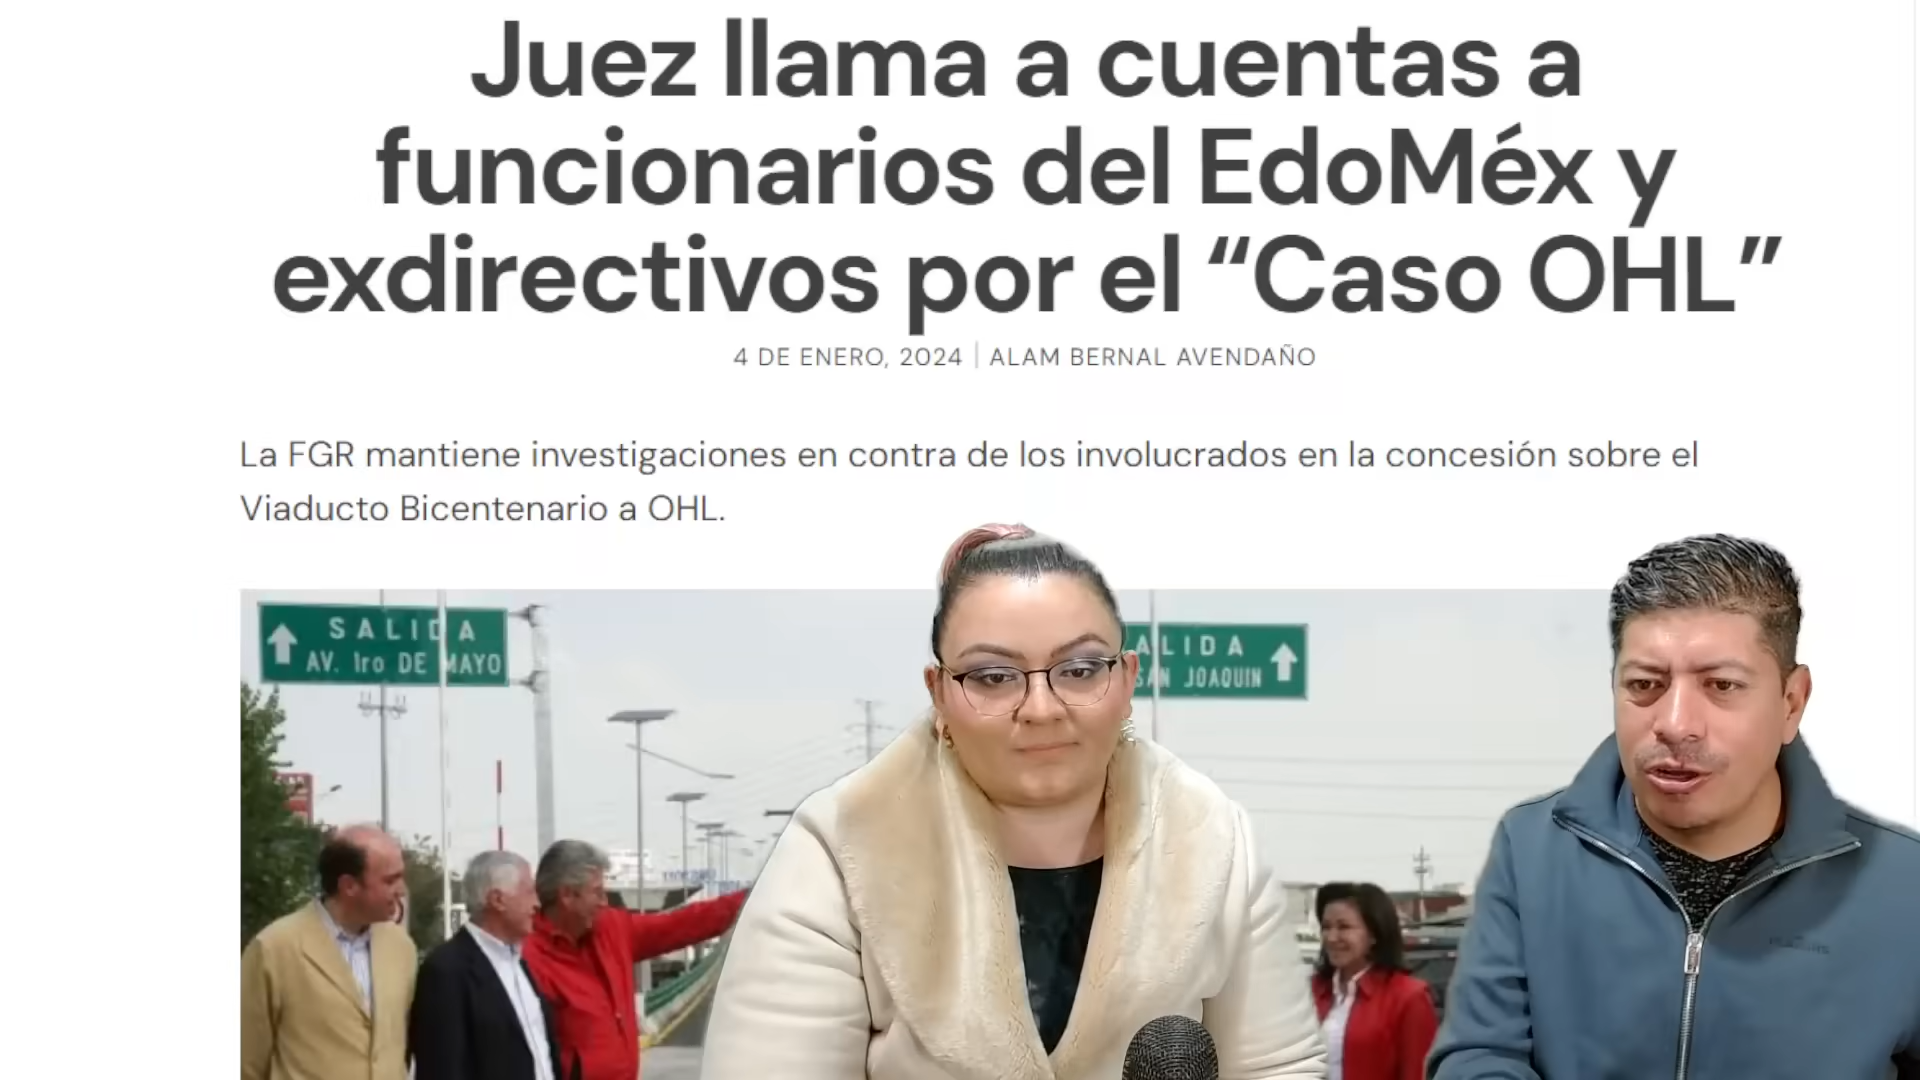 Juez llama a cuentas a
funcionarios del EdoMéx y
exdirectivos por el “Caso OHL”
4 DE ENERO, 2024 | ALAM BERNAL AVENDAÑO
La FGR mantiene investigaciones en contra de los involucrados en la concesión sobre el
Viaducto Bicentenario a OHL.
SALIDA
AV. 1ro DE MAYO
ALIDA
SAN JOAQUIN